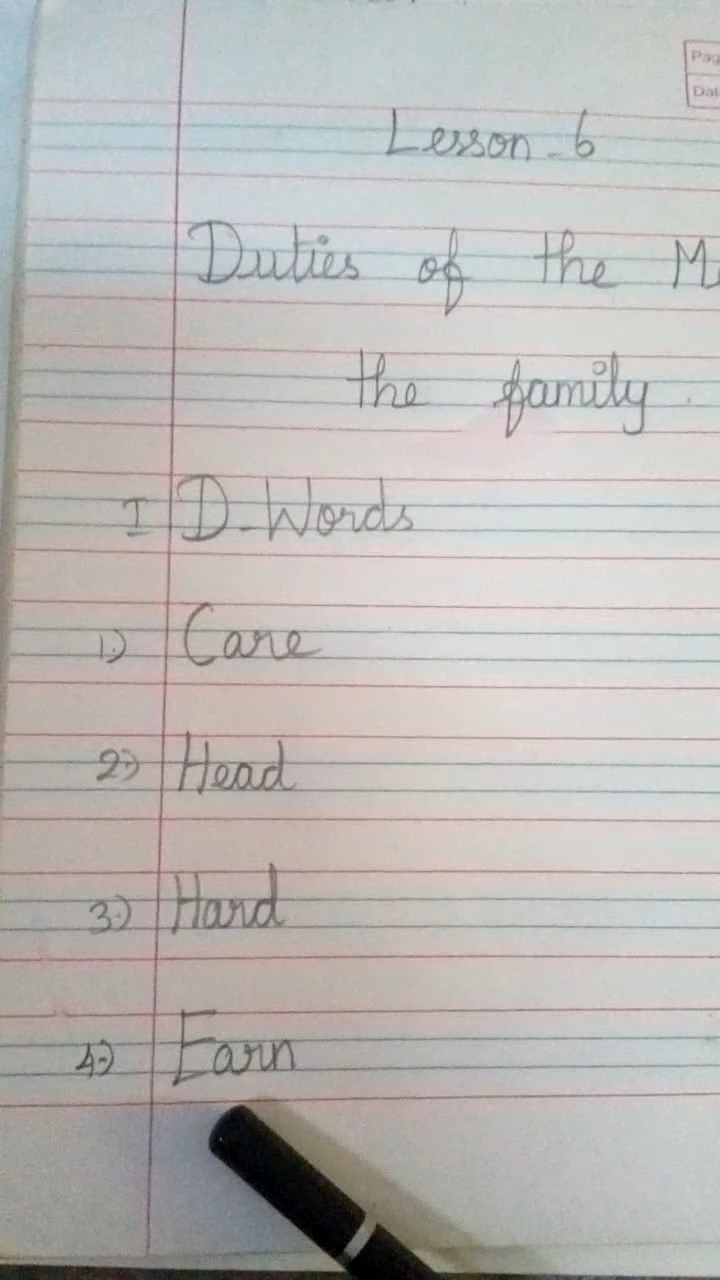 Pag
Dat
Lesson-6
Duties of the M
the family.
I D-Words
1) Care
2) Head
3) Hard
4) Earn